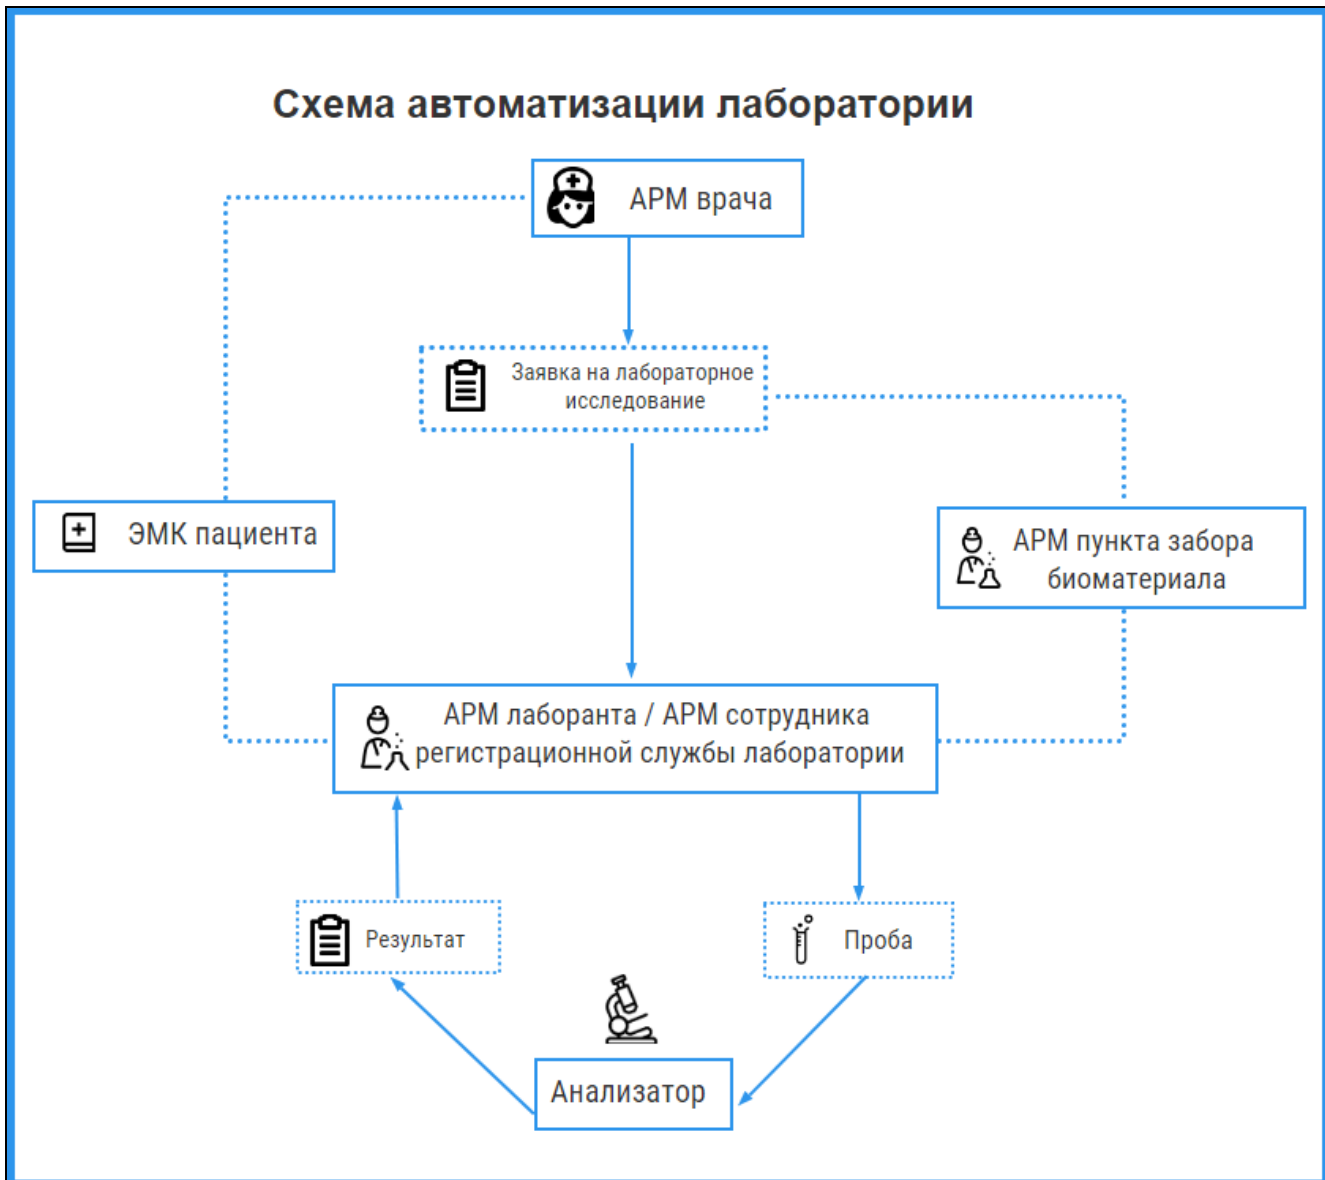 Схема автоматизации лаборатории
АРМ врача
Заявка на лабораторное
исследование
ЭМК пациента
АРМ пункта забора
биоматериала
АРМ лаборанта / АРМ сотрудника
регистрационной службы лаборатории
Результат
Проба
Анализатор